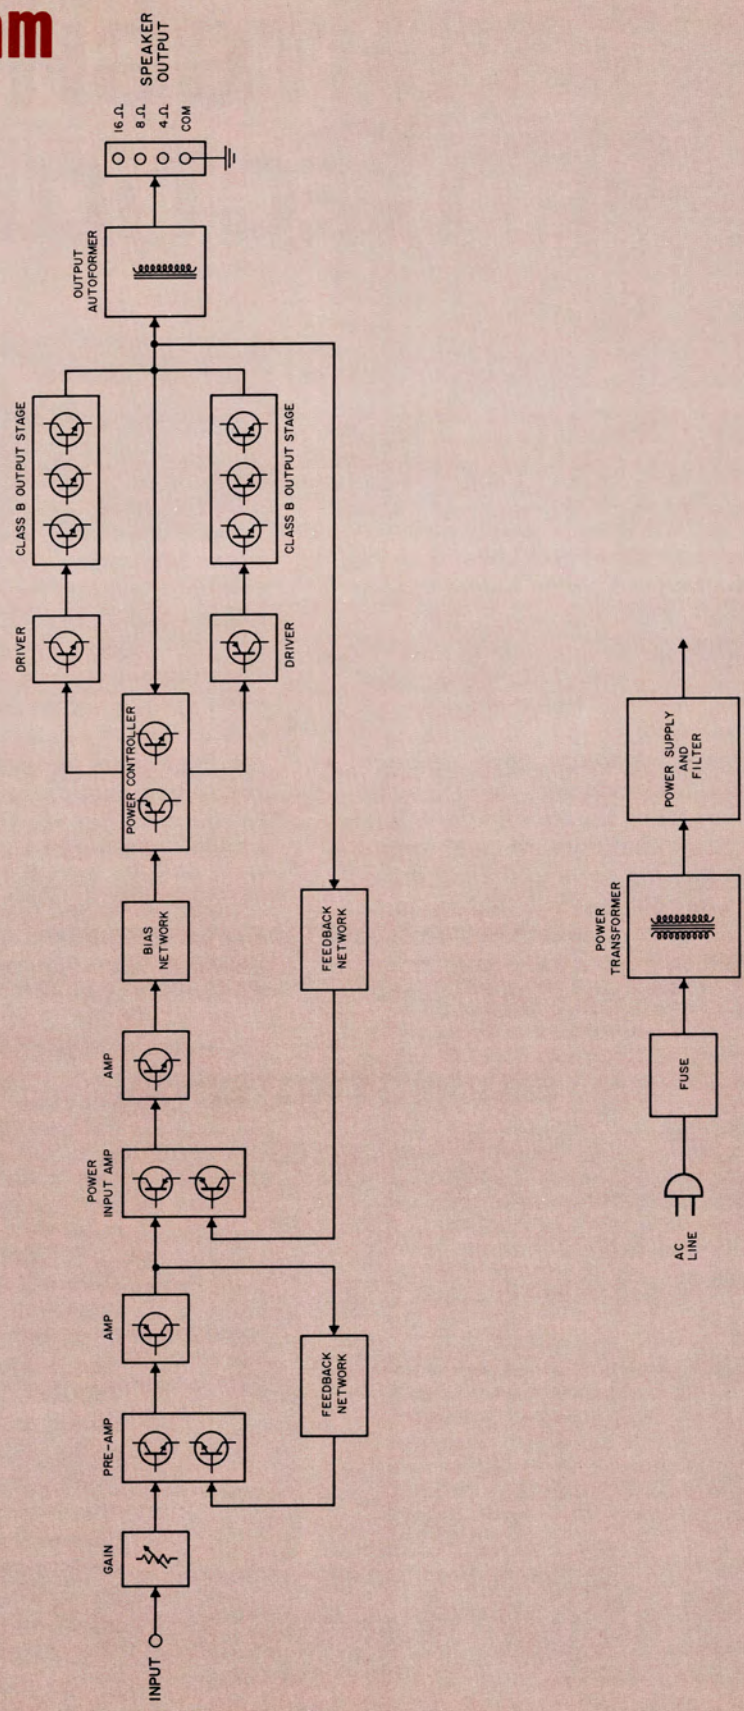 am
INPUT
GAIN
PRE-AMP
AMP
FEEDBACK
NETWORK
POWER
INPUT AMP
AMP
BIAS
NETWORK
FEEDBACK
NETWORK
POWER CONTROLLER
DRIVER
DRIVER
CLASS B OUTPUT STAGE
CLASS B OUTPUT STAGE
OUTPUT
AUTOFORMER
16 Ω
8 Ω
4 Ω
COM
SPEAKER
OUTPUT
AC
LINE
FUSE
POWER
TRANSFORMER
POWER SUPPLY
AND
FILTER